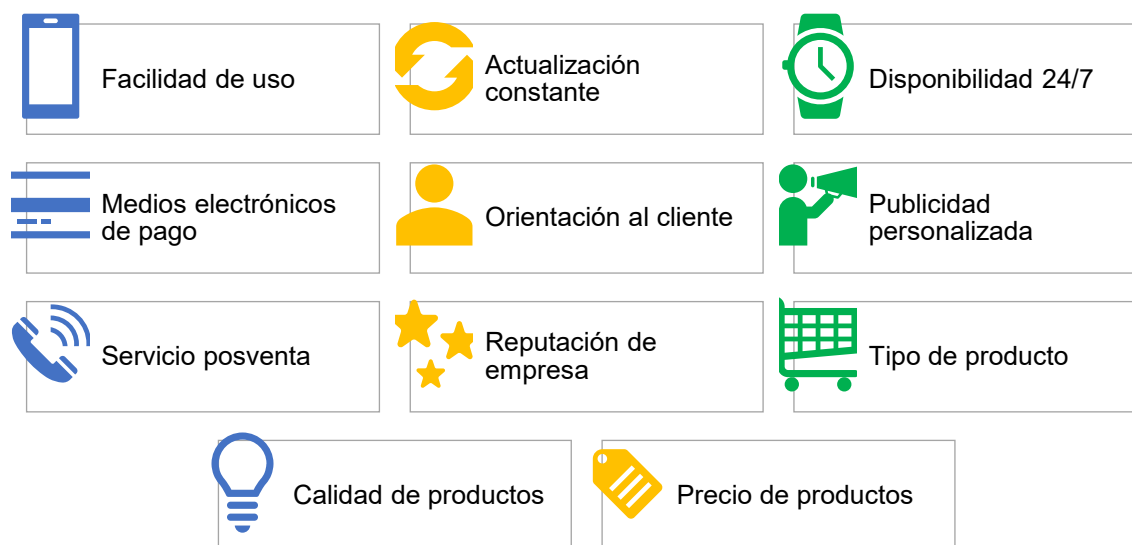 Facilidad de uso
Actualización
constante
Disponibilidad 24/7
Medios electrónicos
de pago
Orientación al cliente
Publicidad
personalizada
Servicio posventa
Reputación de
empresa
Tipo de producto
Calidad de productos
Precio de productos